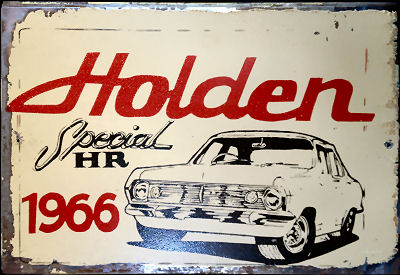 Holden
Special
HR
1966